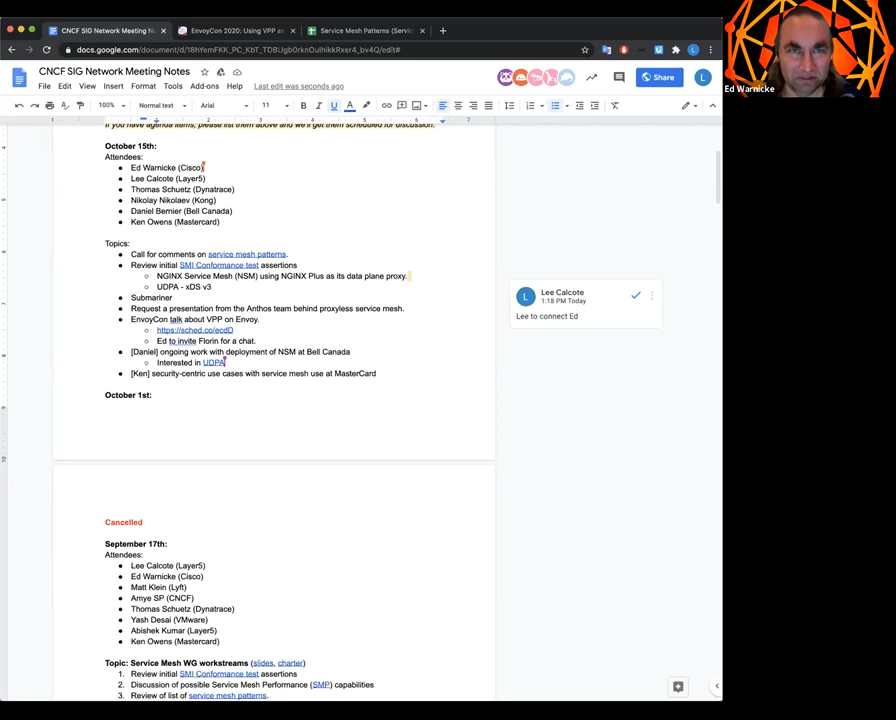 CNCF SIG Network Meeting No
EnvoyCon 2020: Using VPP as
Service Mesh Patterns (Servic
docs.google.com/document/d/18hYemFKK_PC_KbT_TDBUgb0rknOulhikkRxer4_bv4Q/edit#
CNCF SIG Network Meeting Notes
File Edit View Insert Format Tools Add-ons Help Last edit was seconds ago
Share
L
100% Normal text Arial 11
Ed Warnicke
If you have agenda items, please list them above and we'll get them scheduled for discussion.
October 15th:
Attendees:
Ed Warnicke (Cisco)
Lee Calcote (Layer5)
Thomas Schuetz (Dynatrace)
Nikolay Nikolaev (Kong)
Daniel Bernier (Bell Canada)
Ken Owens (Mastercard)
Topics:
Call for comments on service mesh patterns.
Review initial SMI Conformance test assertions
NGINX Service Mesh (NSM) using NGINX Plus as its data plane proxy.
UDPA - xDS v3
Submariner
Request a presentation from the Anthos team behind proxyless service mesh.
EnvoyCon talk about VPP on Envoy.
https://sched.co/ecdD
Ed to invite Florin for a chat.
[Daniel] ongoing work with deployment of NSM at Bell Canada
Interested in UDPA
[Ken] security-centric use cases with service mesh use at MasterCard
L
Lee Calcote
1:18 PM Today
Lee to connect Ed
October 1st:
Cancelled
September 17th:
Attendees:
Lee Calcote (Layer5)
Ed Warnicke (Cisco)
Matt Klein (Lyft)
Amye SP (CNCF)
Thomas Schuetz (Dynatrace)
Yash Desai (VMware)
Abishek Kumar (Layer5)
Ken Owens (Mastercard)
Topic: Service Mesh WG workstreams (slides, charter)
1. Review initial SMI Conformance test assertions
2. Discussion of possible Service Mesh Performance (SMP) capabilities
3. Review of list of service mesh patterns.